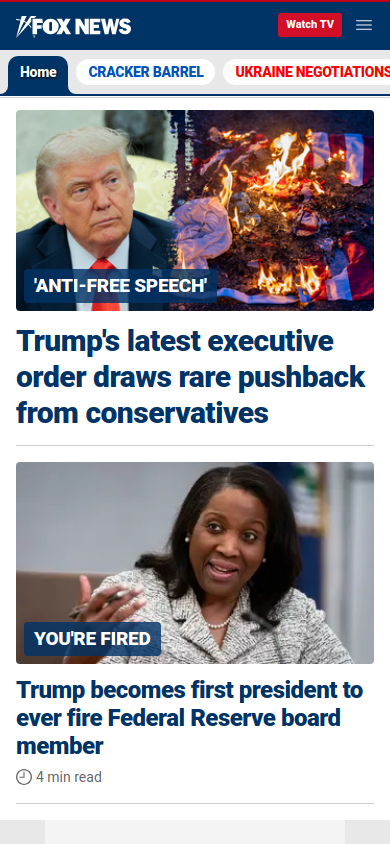 FOX NEWS
Watch TV
Home
CRACKER BARREL
UKRAINE NEGOTIATIONS
'ANTI-FREE SPEECH'
Trump's latest executive
order draws rare pushback
from conservatives
YOU'RE FIRED
Trump becomes first president to
ever fire Federal Reserve board
member
4 min read